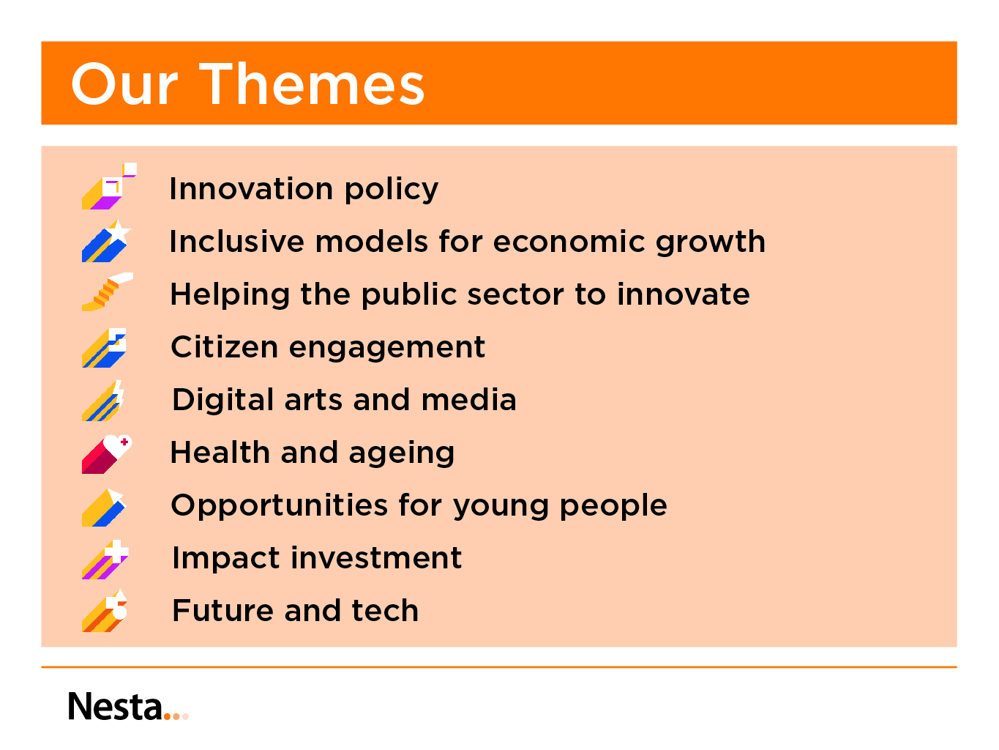 Our Themes
Innovation policy
Inclusive models for economic growth
Helping the public sector to innovate
Citizen engagement
Digital arts and media
Health and ageing
Opportunities for young people
Impact investment
Future and tech
Nesta...